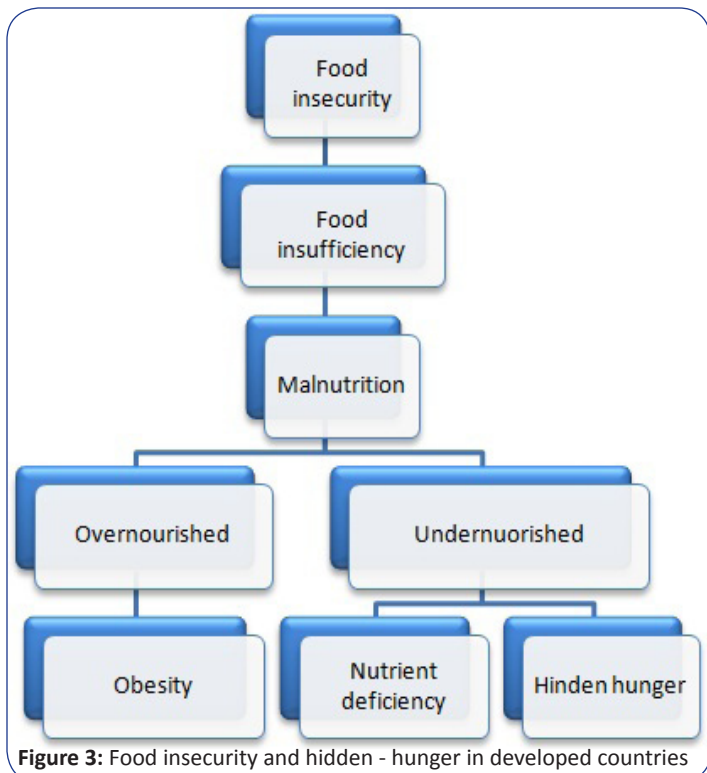 Food
insecurity
Food
insufficiency
Malnutrition
Overnourished
Undernuorished
Obesity
Nutrient
deficiency
Hinden hunger
Figure 3: Food insecurity and hidden - hunger in developed countries